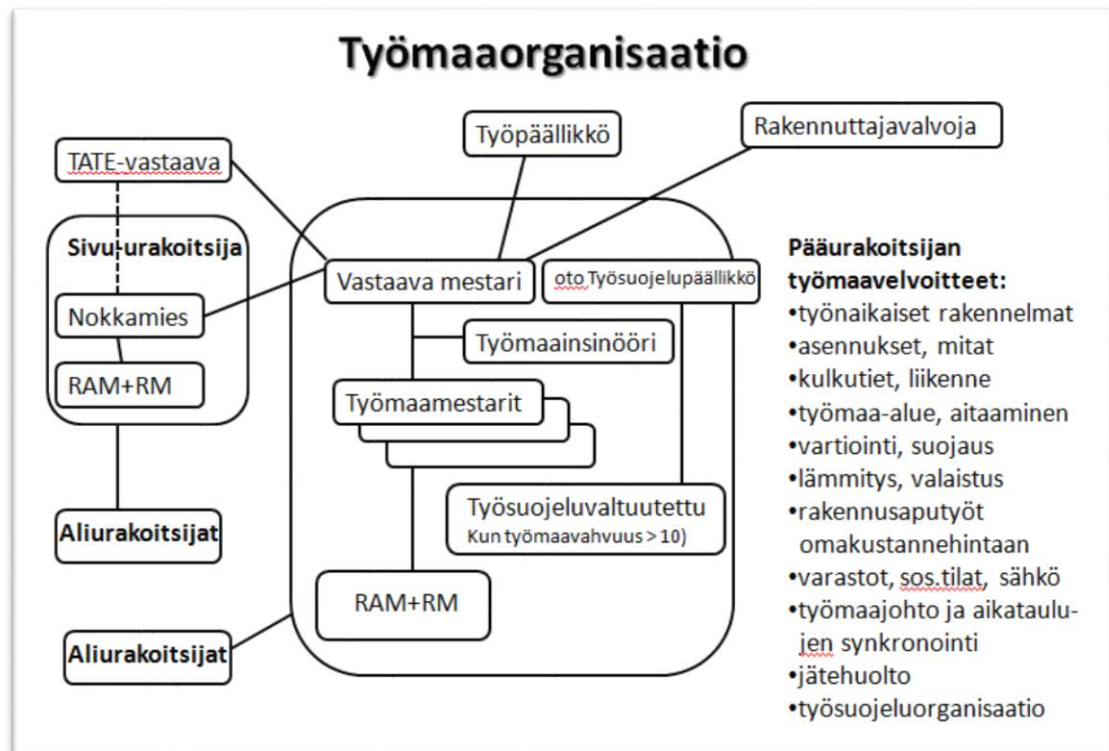 Työmaaorganisaatio
Työpäällikkö
Rakennuttajavalvoja
TATE-vastaava
Sivu-urakoitsija
Nokkamies
RAM+RM
Aliurakoitsijat
Aliurakoitsijat
Vastaava mestari
oto Työsuojelupäällikkö
Työmaainsinööri
Työmaamestarit
Työsuojeluvaltuutettu
Kun työmaavahvuus > 10)
RAM+RM
Pääurakoitsijan
työmaavelvoitteet:
•työnaikaiset rakennelmat
•asennukset, mitat
•kulkutiet, liikenne
•työmaa-alue, aitaaminen
•vartiointi, suojaus
•lämmitys, valaistus
•rakennusaputyöt
omakustannehintaan
•varastot, sos.tilat, sähkö
•työmaajohto ja aikataulu-
jen synkronointi
•jätehuolto
•työsuojeluorganisaatio